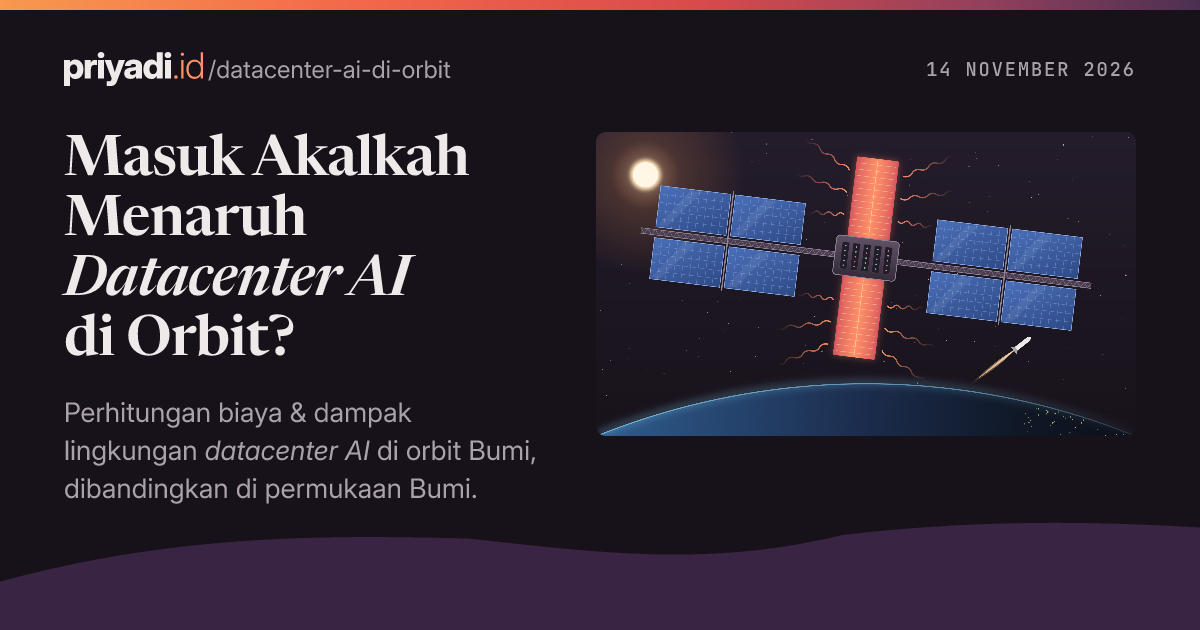 priyadi.id/datacenter-ai-di-orbit
14 NOVEMBER 2026
Masuk Akalkah
Menaruh
Datacenter AI
di Orbit?
Perhitungan biaya & dampak
lingkungan datacenter AI di orbit Bumi,
dibandingkan di permukaan Bumi.